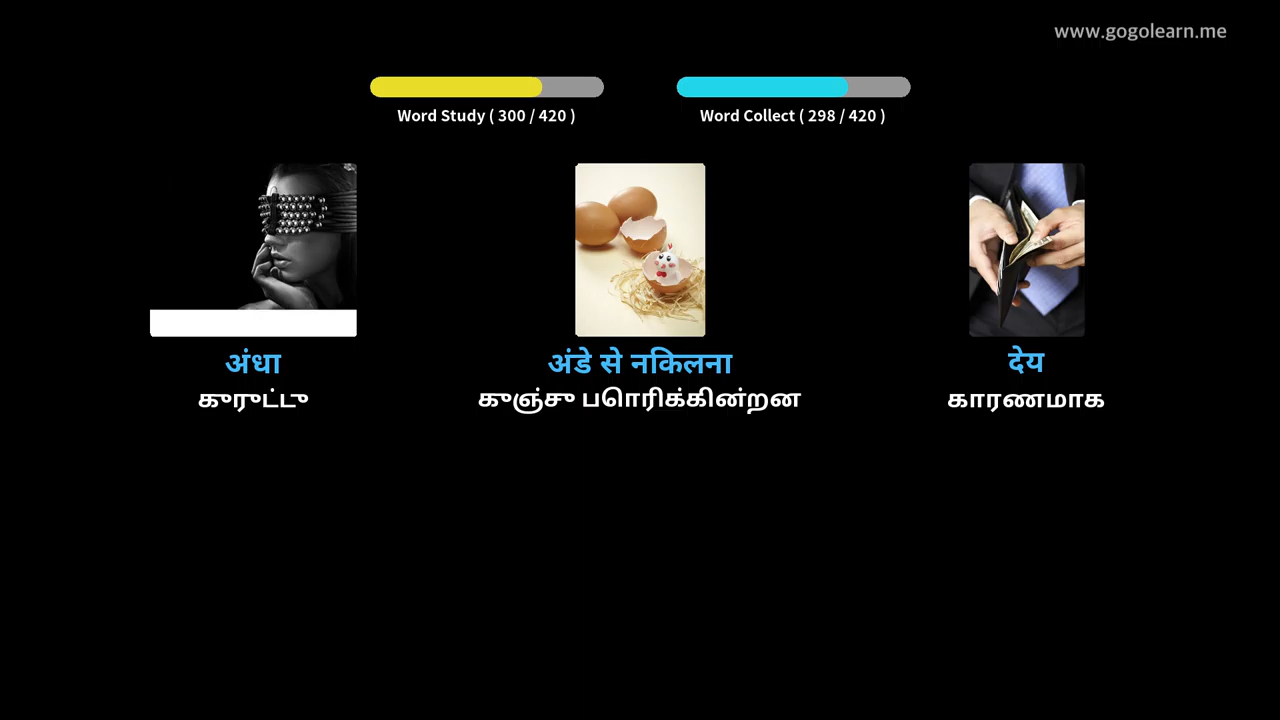 www.gogolearn.me
Word Study ( 300 / 420 )
Word Collect ( 298 / 420 )
अंधा
अंडे से नकिलना
देय
குருட்டு
குஞ்சு பொரிக்கின்றன
காரணமாக